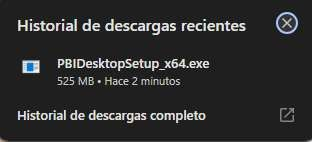 Historial de descargas recientes
PBIDesktopSetup_x64.exe
525 MB • Hace 2 minutos
Historial de descargas completo